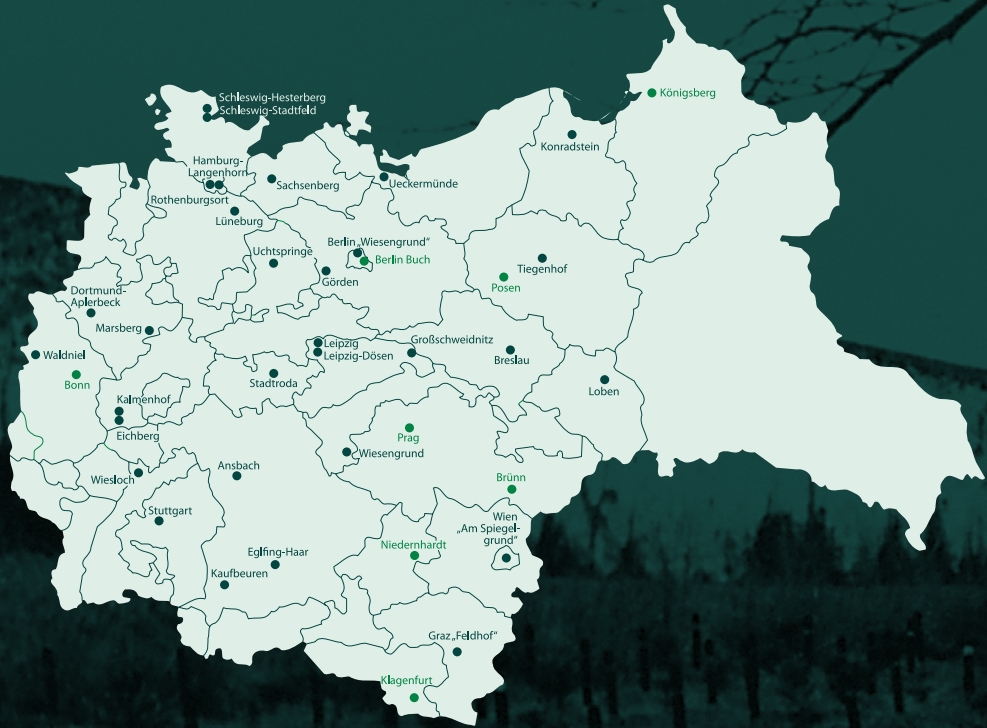 Schleswig-Hesterberg
Schleswig-Stadtfeld
Königsberg
Konradstein
Hamburg-
Langenhorn
Rothenburgsort
Sachsenberg
Ueckermünde
Lüneburg
Uchtspringe
Berlin „Wiesengrund“
Berlin Buch
Görden
Tiegenhof
Posen
Dortmund-
Aplerbeck
Marsberg
Waldniel
Bonn
Leipzig
Leipzig-Dösen
Großschweidnitz
Breslau
Stadtroda
Loben
Kalmenhof
Eichberg
Prag
Wiesengrund
Wiesloch
Ansbach
Brünn
Stuttgart
Wien
„Am Spiegel-
grund“
Niedernhardt
Eglfing-Haar
Kaufbeuren
Graz„Feldhof“
Klagenfurt